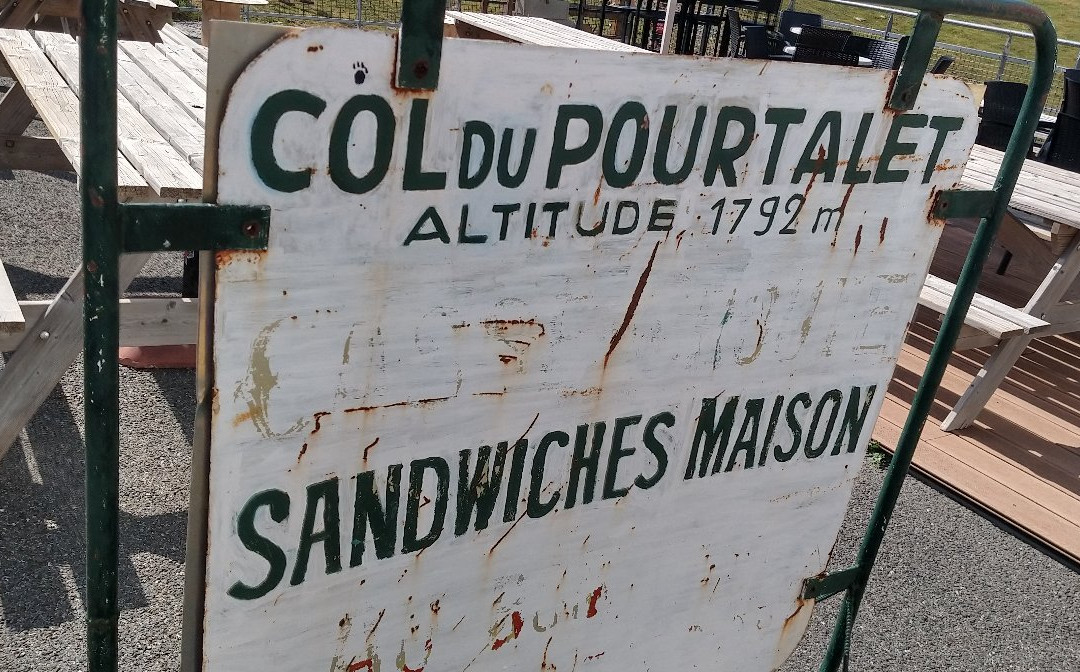 COL DU POURTALET
ALTITUDE 1792 m
SANDWICHES MAISON